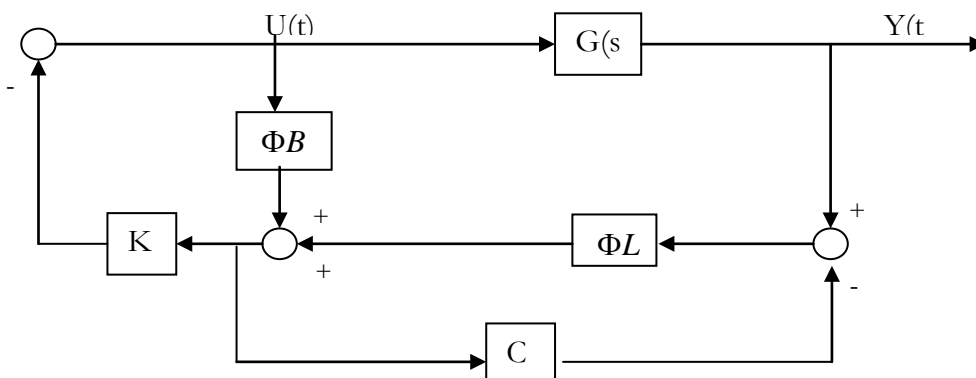 U(t)
G(s
Y(t
-
ΦB
+
+
K
+
ΦL
-
C